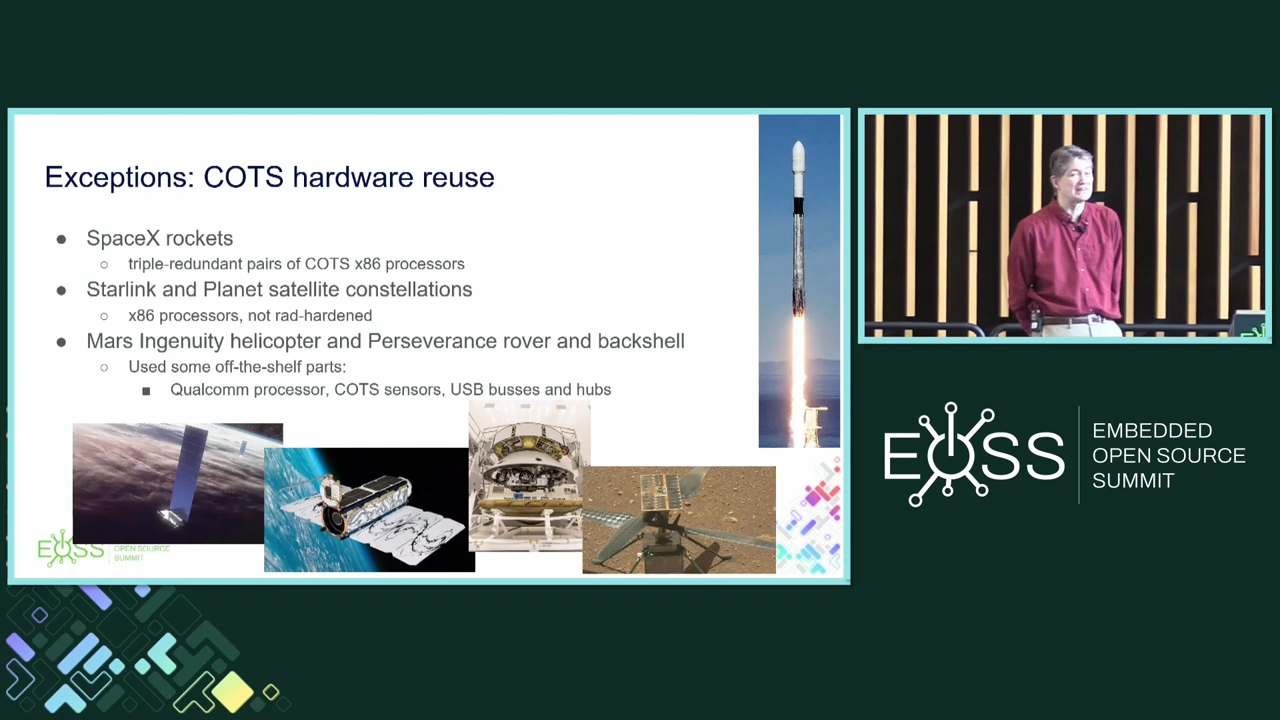 Exceptions: COTS hardware reuse
● SpaceX rockets
○ triple-redundant pairs of COTS x86 processors
● Starlink and Planet satellite constellations
○ x86 processors, not rad-hardened
● Mars Ingenuity helicopter and Perseverance rover and backshell
○ Used some off-the-shelf parts:
■ Qualcomm processor, COTS sensors, USB busses and hubs
EOSS
OPEN SOURCE
SUMMIT
EOSS
EMBEDDED
OPEN SOURCE
SUMMIT